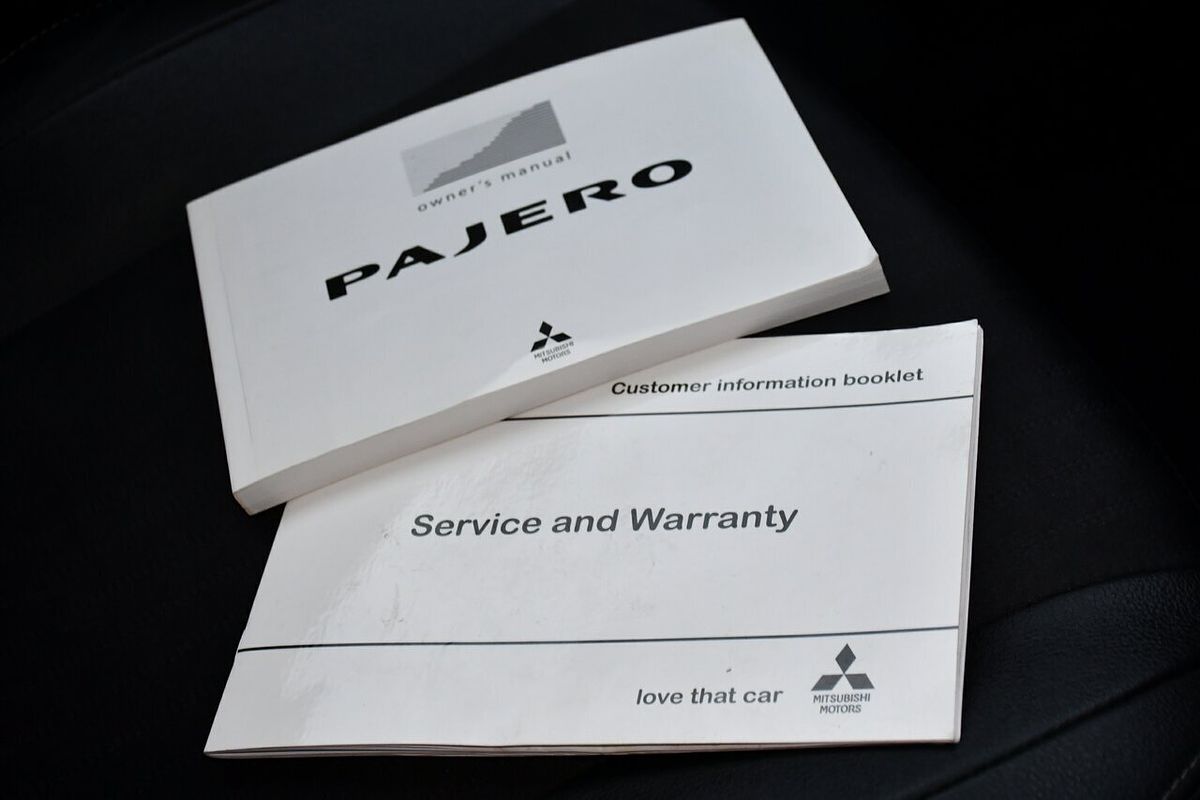 owner's manual
PAJERO
MITSUBISHI
MOTORS
Customer information booklet
Service and Warranty
love that car
MITSUBISHI
MOTORS